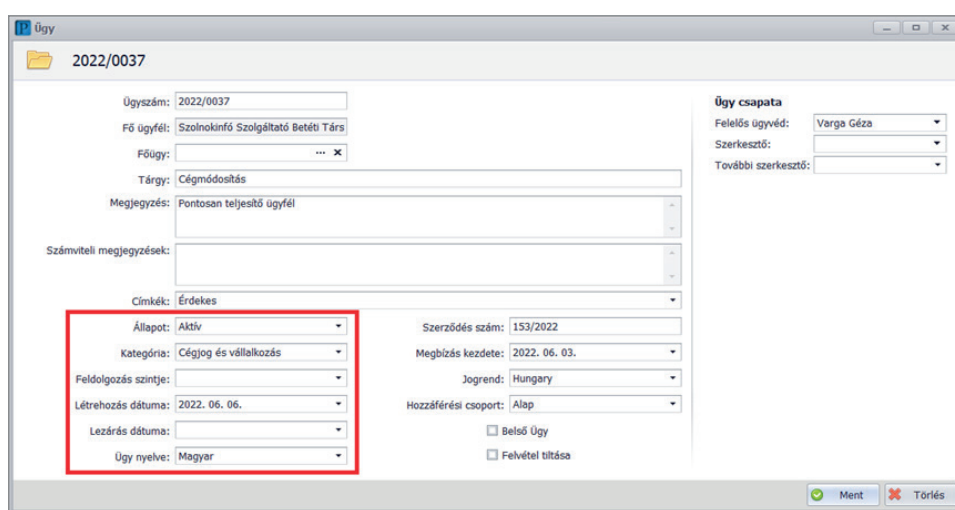 Ügy
2022/0037
Ügyszám: 2022/0037
Fő ügyfél: Szolnokinfó Szolgáltató Betéti Társ
Főügy: ... x
Tárgy: Cégmódosítás
Megjegyzés: Pontosan teljesítő ügyfél
Számviteli megjegyzések:
Címkék: Érdekes
Állapot: Aktív
Kategória: Cégjog és vállalkozás
Feldolgozás szintje:
Létrehozás dátuma: 2022. 06. 06.
Lezárás dátuma:
Ügy nyelve: Magyar
Szerződés szám: 153/2022
Megbízás kezdete: 2022. 06. 03.
Jogrend: Hungary
Hozzáférési csoport: Alap
Belső Ügy
Felvétel tiltása
Ügy csapata
Felelős ügyvéd: Varga Géza
Szerkesztő:
További szerkesztő:
Ment Törlés